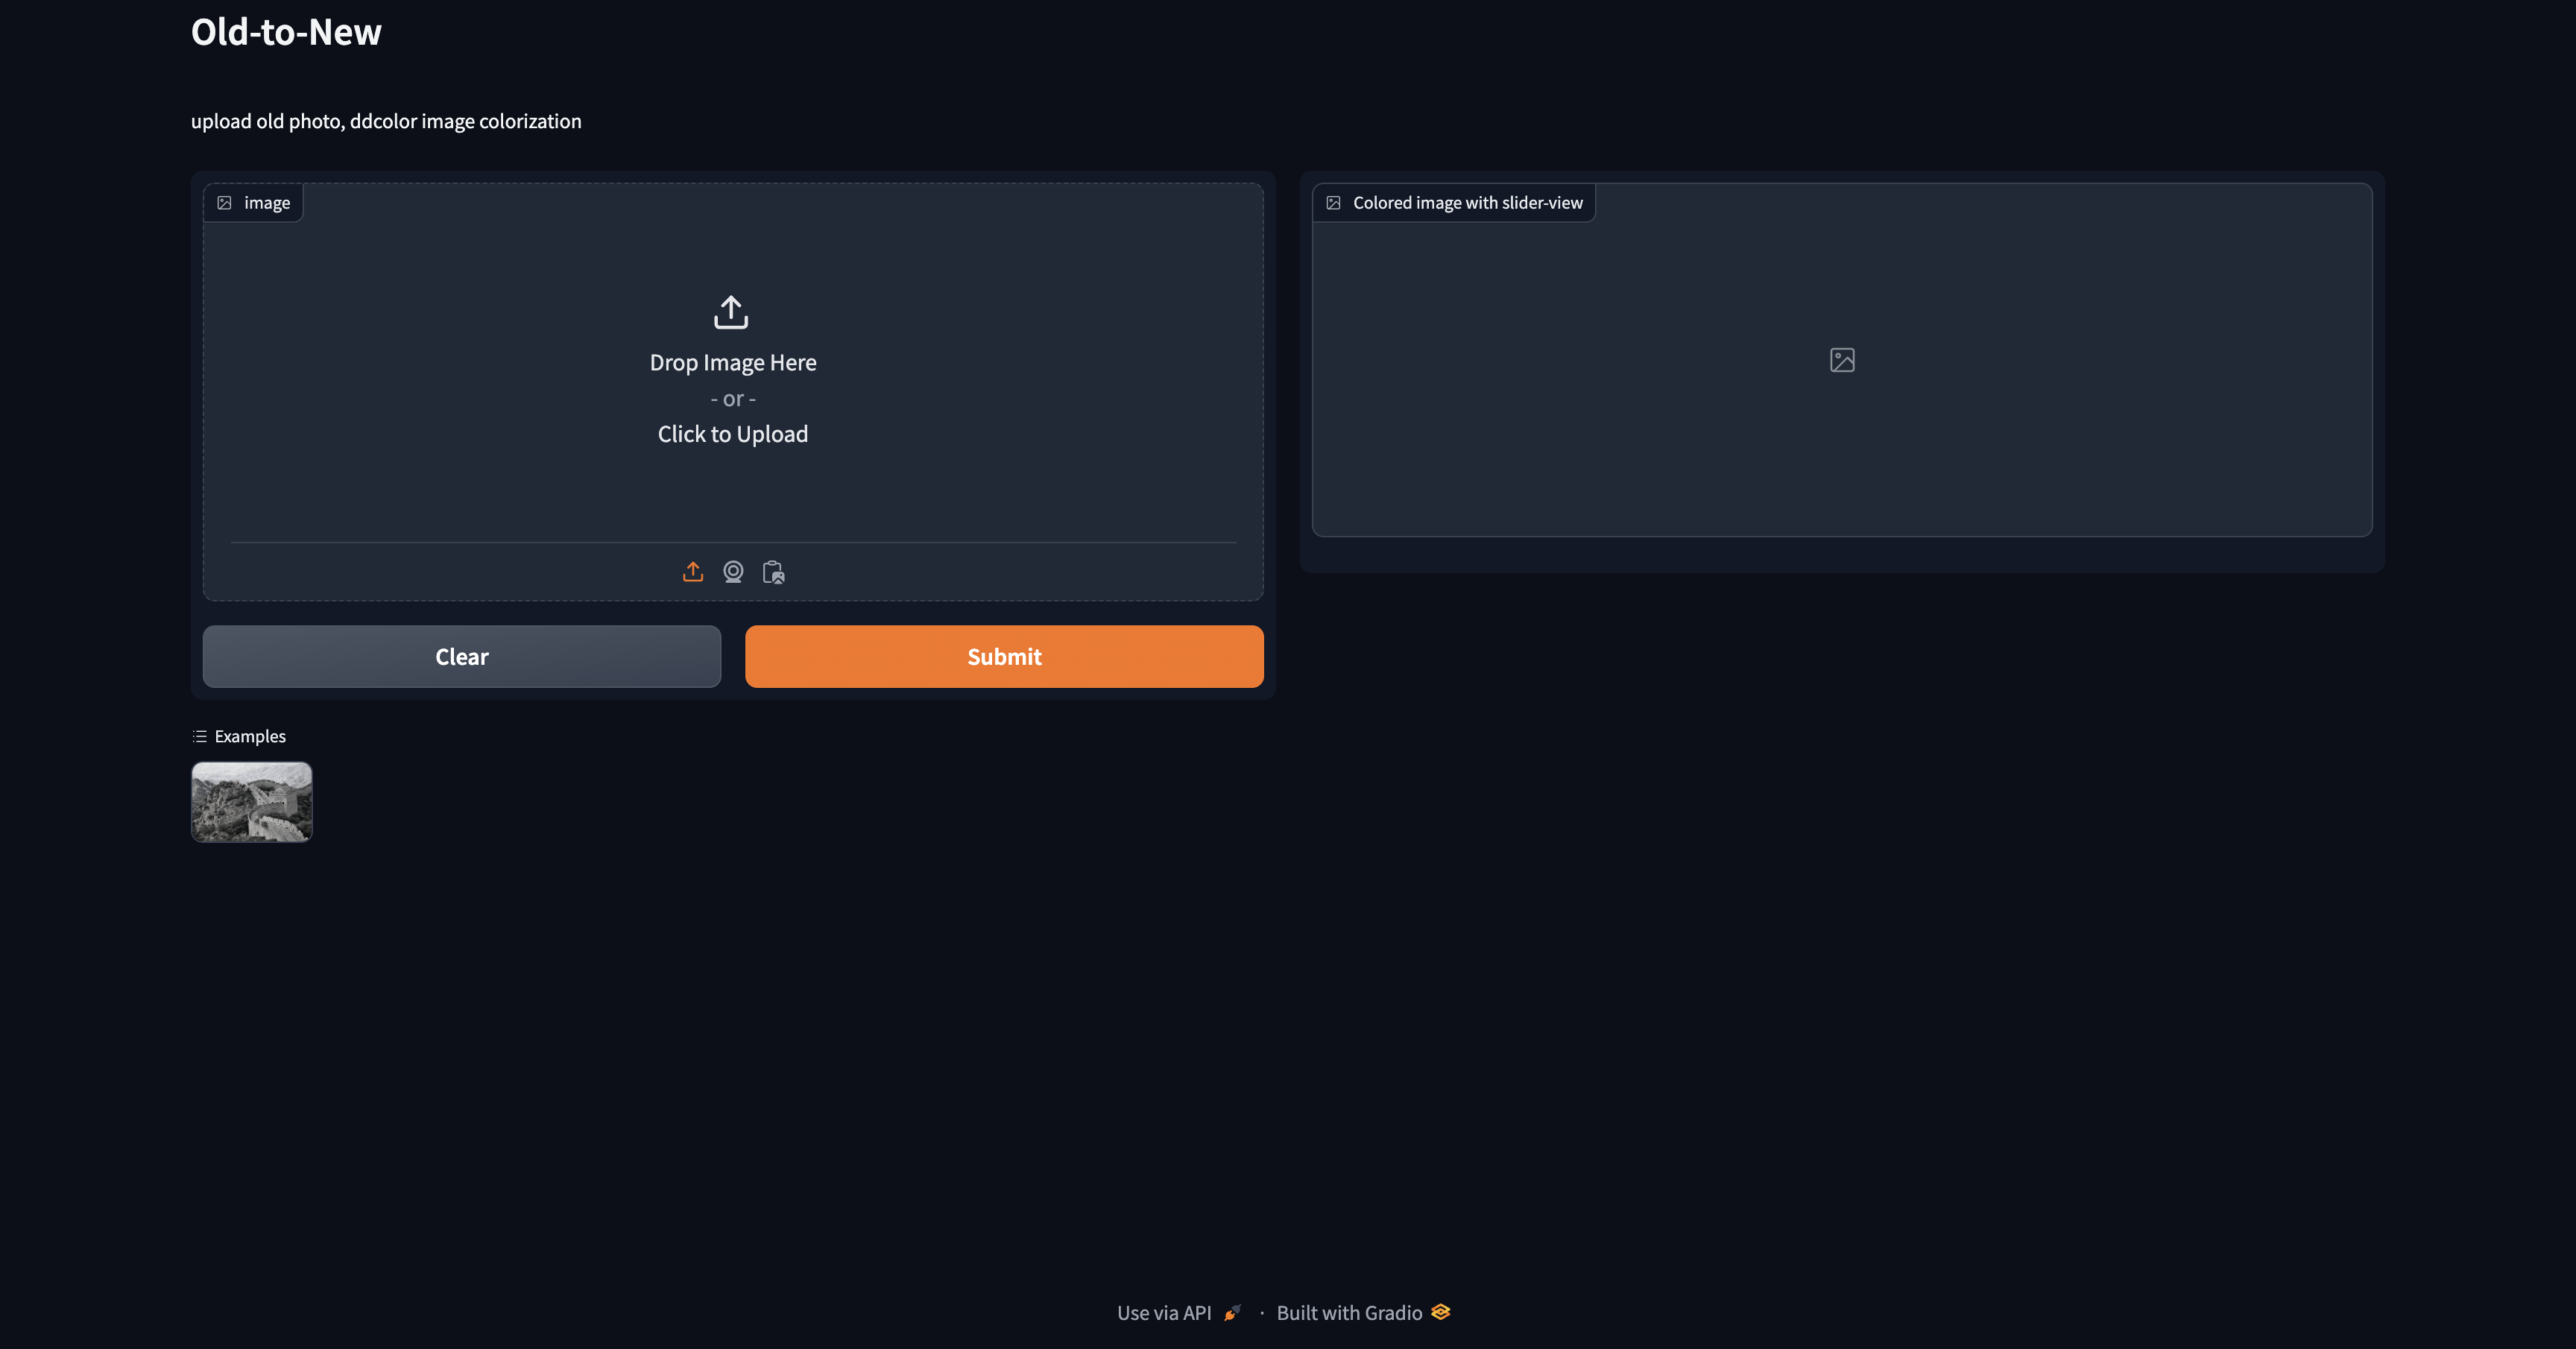 Old-to-New
upload old photo, ddcolor image colorization
image
Drop Image Here
- or -
Click to Upload
Clear
Submit
Colored image with slider-view
Examples
Use via API · Built with Gradio